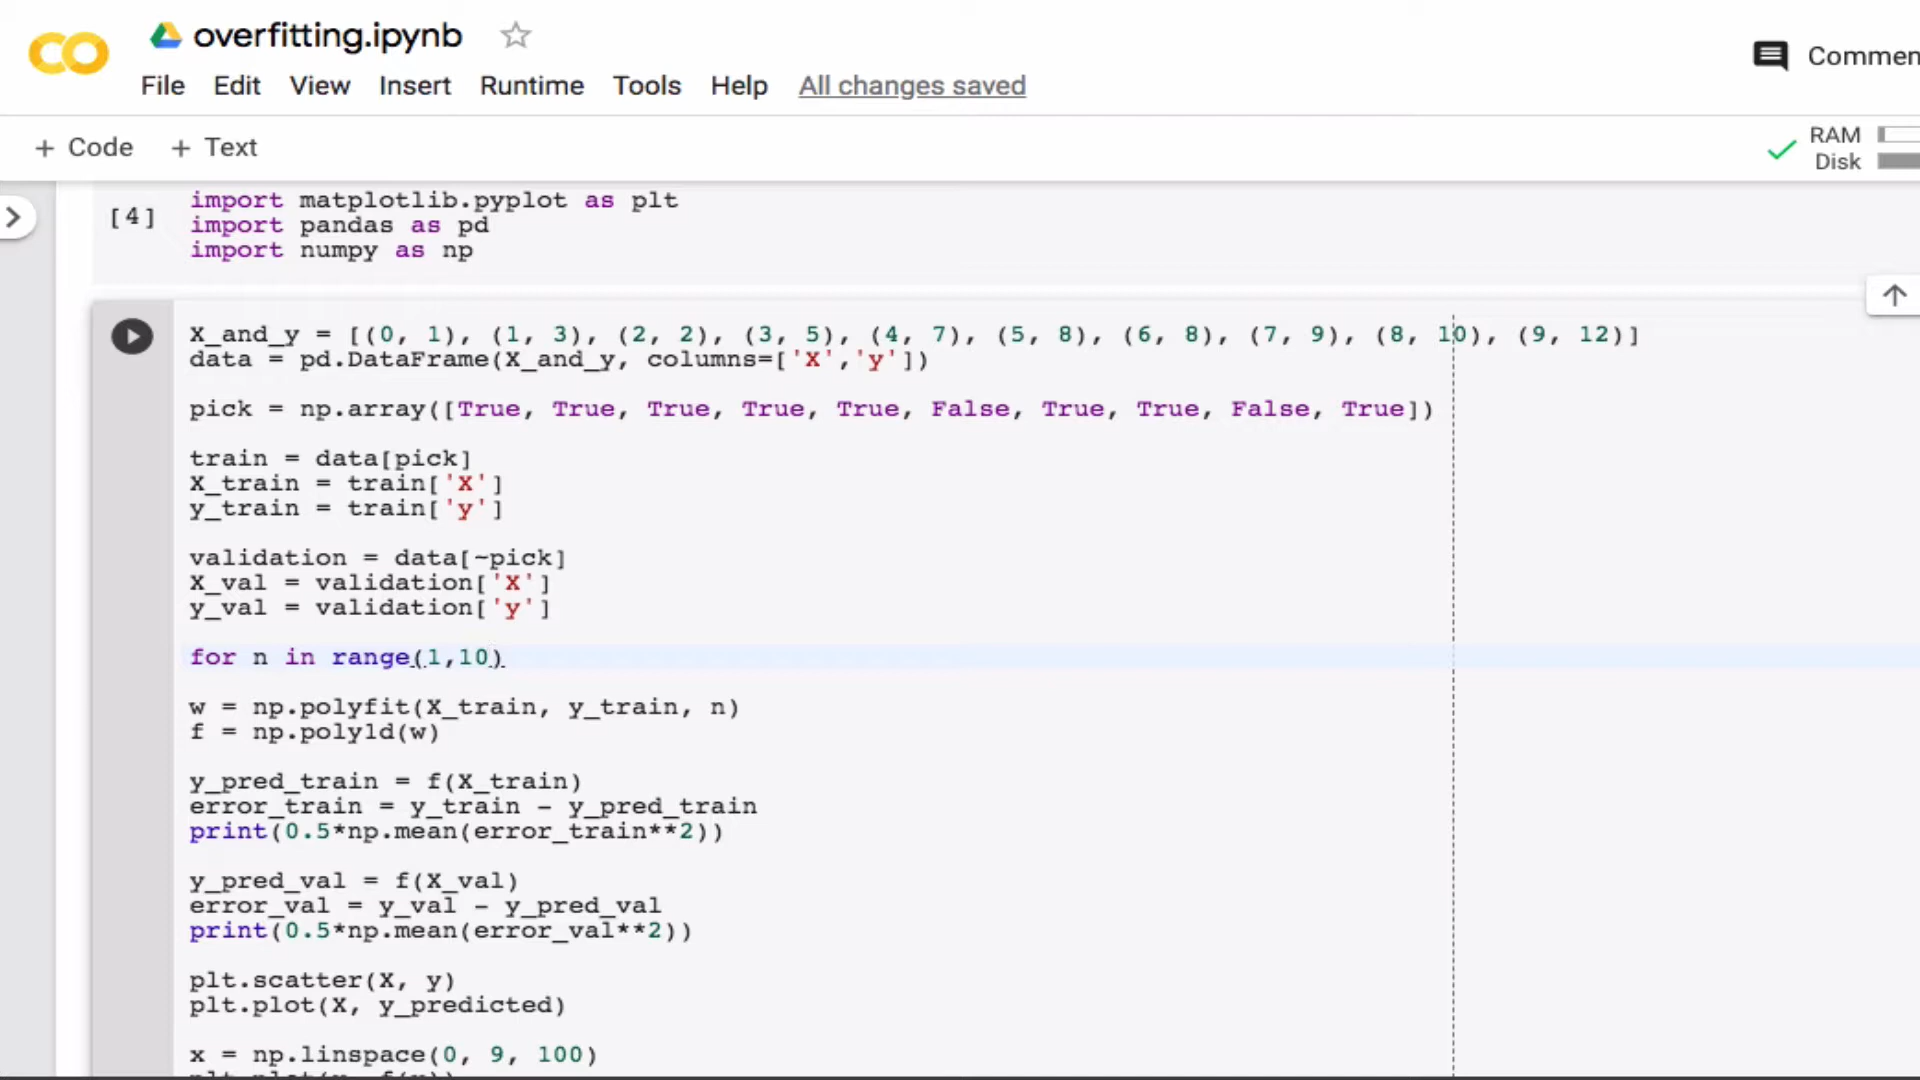 overfitting.ipynb
File Edit View Insert Runtime Tools Help All changes saved
Commen
+ Code + Text
RAM
Disk
[4]
import matplotlib.pyplot as plt
import pandas as pd
import numpy as np
X_and_y = [(0, 1), (1, 3), (2, 2), (3, 5), (4, 7), (5, 8), (6, 8), (7, 9), (8, 10), (9, 12)]
data = pd.DataFrame(X_and_y, columns=['X','y'])
pick = np.array([True, True, True, True, True, False, True, True, False, True])
train = data[pick]
X_train = train['X']
y_train = train['y']
validation = data[~pick]
X_val = validation['X']
y_val = validation['y']
for n in range(1,10)
w = np.polyfit(X_train, y_train, n)
f = np.poly1d(w)
y_pred_train = f(X_train)
error_train = y_train - y_pred_train
print(0.5*np.mean(error_train**2))
y_pred_val = f(X_val)
error_val = y_val - y_pred_val
print(0.5*np.mean(error_val**2))
plt.scatter(X, y)
plt.plot(X, y_predicted)
x = np.linspace(0, 9, 100)